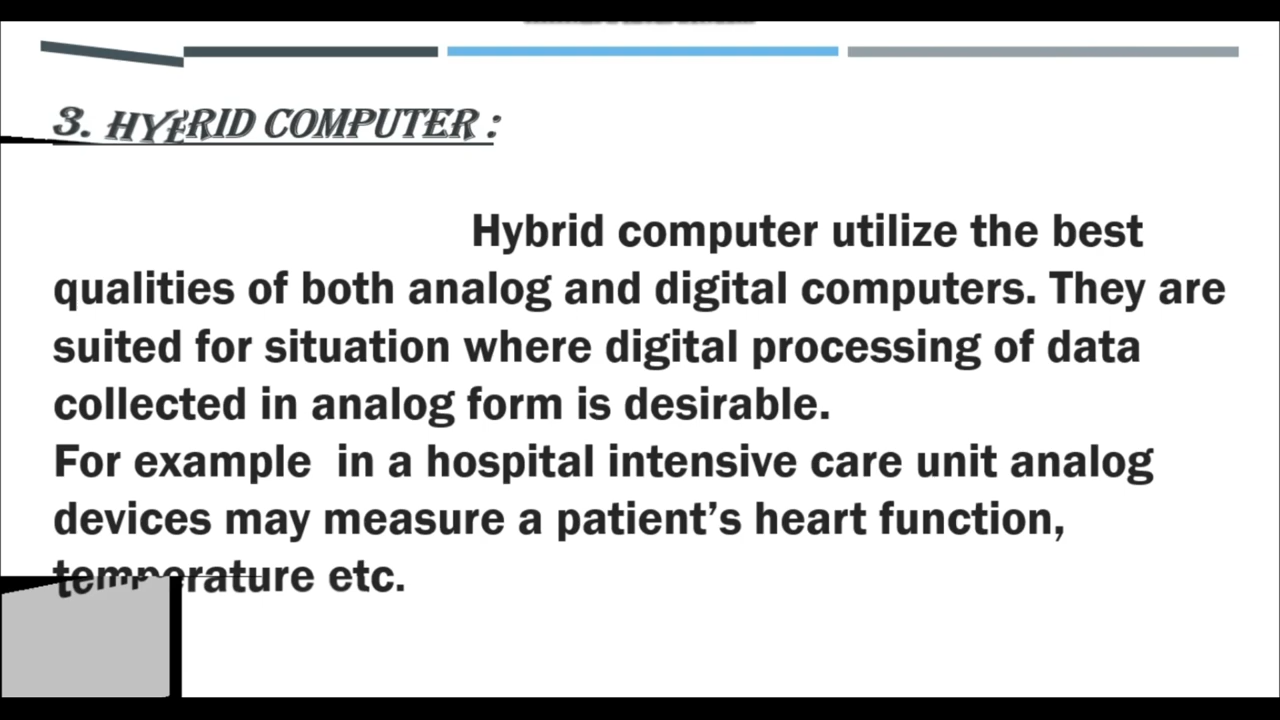 3. HYBRID COMPUTER :
Hybrid computer utilize the best
qualities of both analog and digital computers. They are
suited for situation where digital processing of data
collected in analog form is desirable.
For example in a hospital intensive care unit analog
devices may measure a patient’s heart function,
temperature etc.